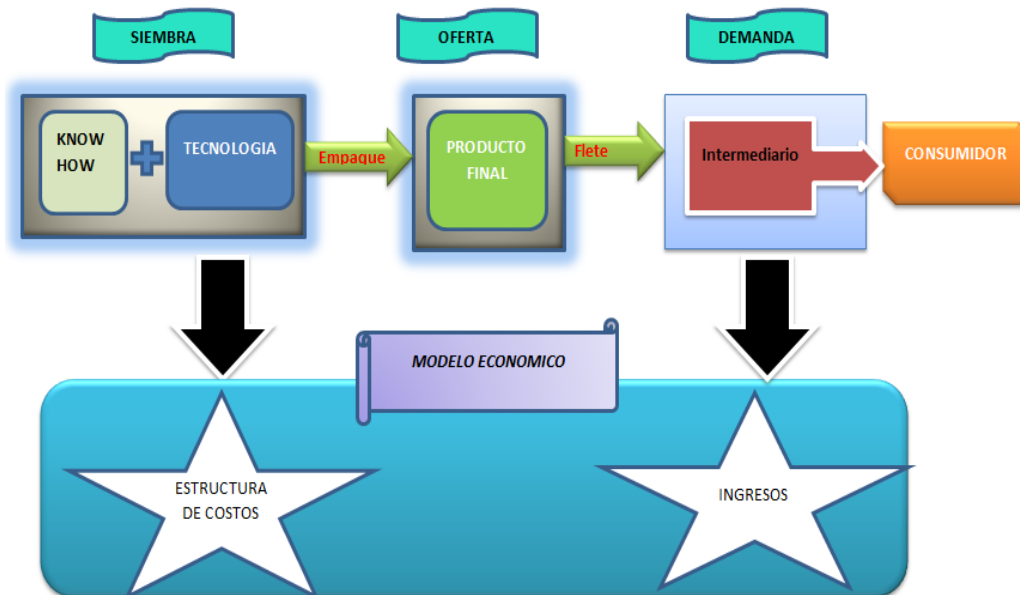 SIEMBRA
OFERTA
DEMANDA
KNOW
HOW
TECNOLOGIA
Empaque
PRODUCTO
FINAL
Flete
Intermediario
CONSUMIDOR
MODELO ECONOMICO
ESTRUCTURA
DE COSTOS
INGRESOS